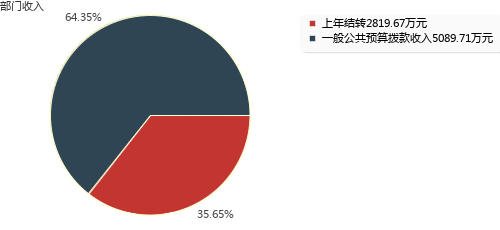 部门收入
64.35%
上年结转2819.67万元
一般公共预算拨款收入5089.71万元
35.65%